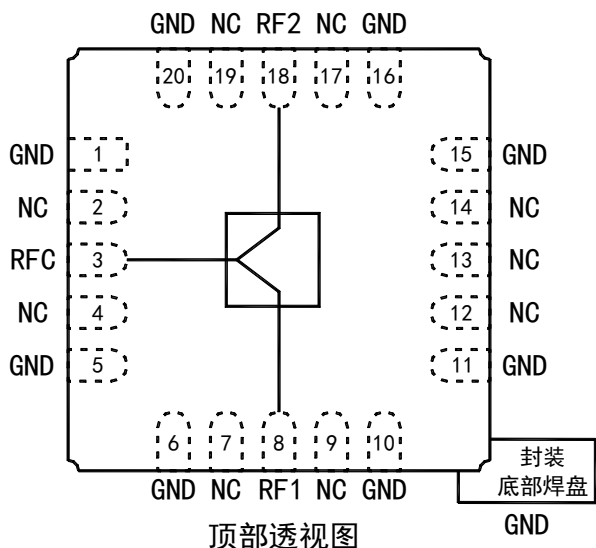 GND NC RF2 NC GND
20 19 18 17 16
GND 1
15 GND
NC 2
14 NC
RFC 3
13 NC
NC 4
12 NC
GND 5
11 GND
6 7 8 9 10
GND NC RF1 NC GND
封装
底部焊盘
GND
顶部透视图